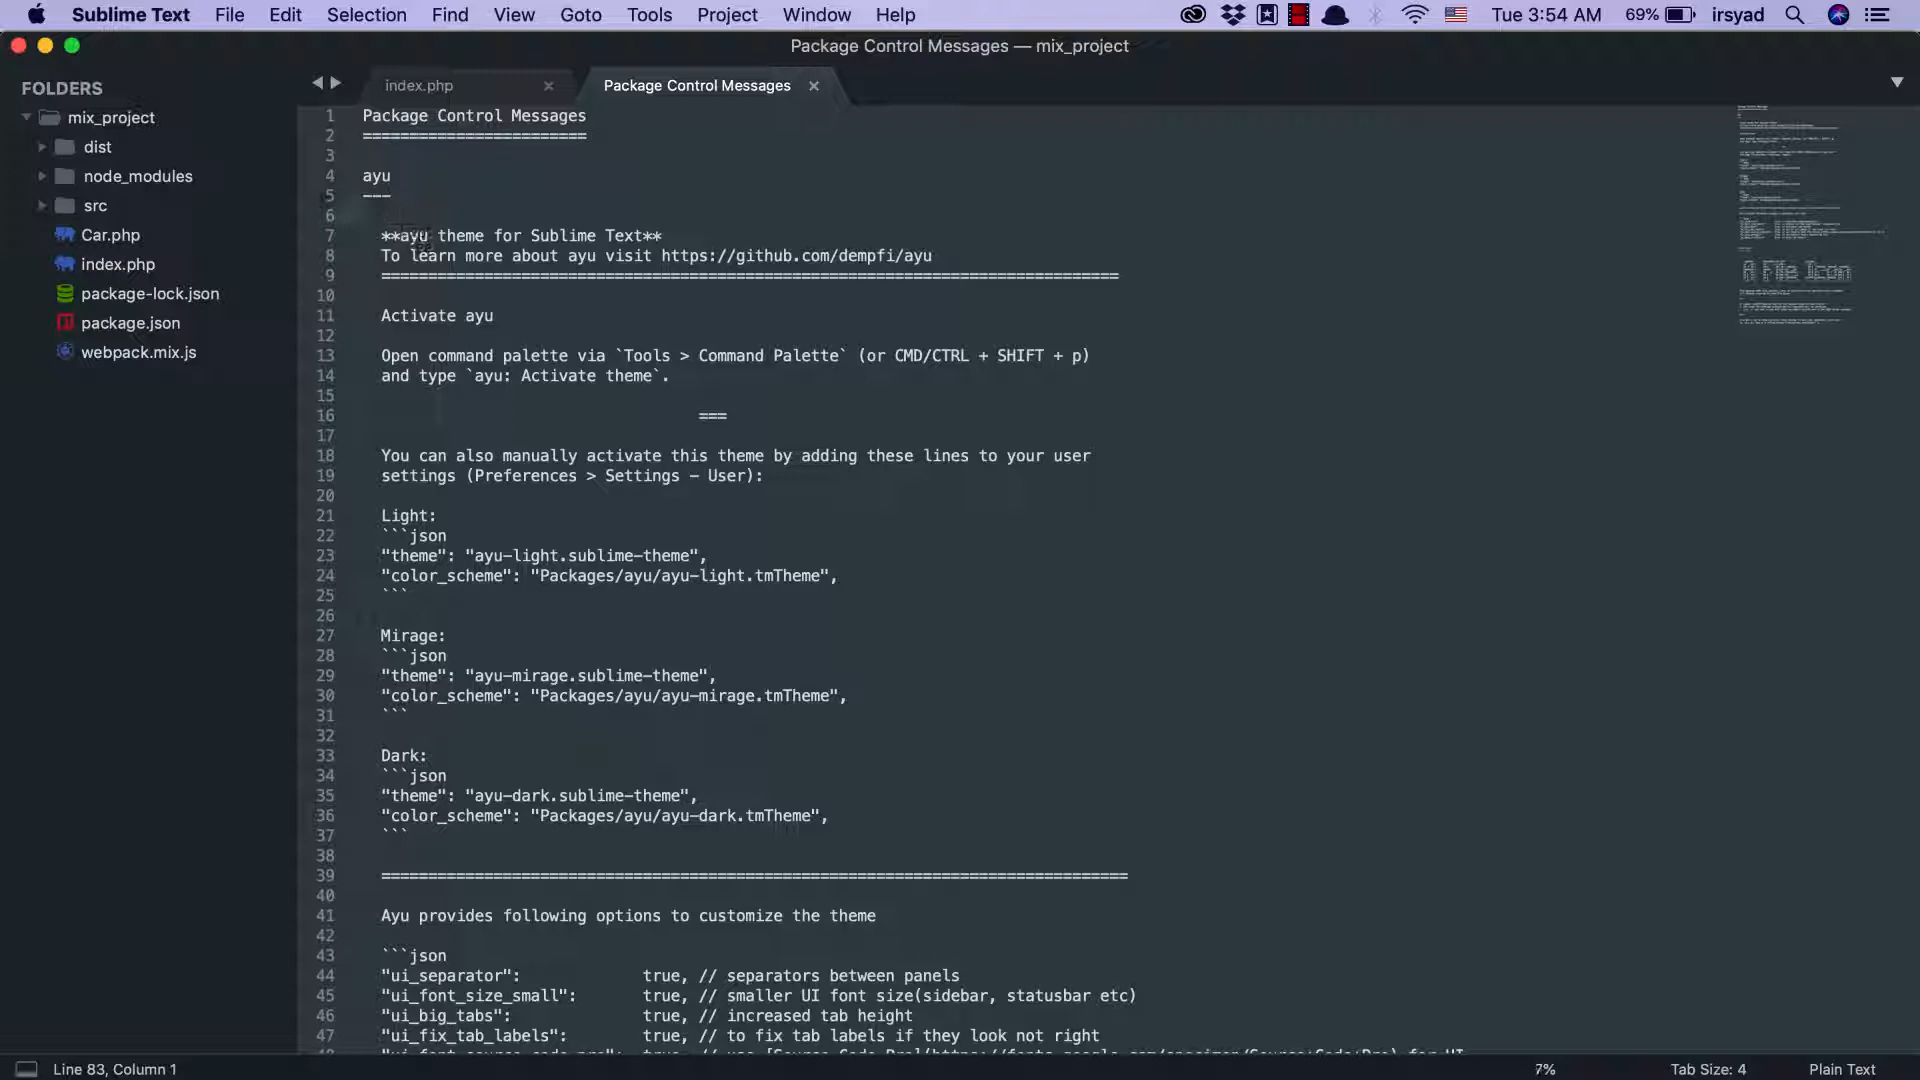 Sublime Text File Edit Selection Find View Goto Tools Project Window Help Tue 3:54 AM 69% irsyad
Package Control Messages — mix_project
FOLDERS
mix_project
dist
node_modules
src
Car.php
index.php
package-lock.json
package.json
webpack.mix.js
index.php Package Control Messages
1 Package Control Messages
2 ========================
3
4 ayu
5 ---
6
7 **ayu theme for Sublime Text**
8 To learn more about ayu visit https://github.com/dempfi/ayu
9 ===============================================================================
10
11 Activate ayu
12
13 Open command palette via `Tools > Command Palette` (or CMD/CTRL + SHIFT + p)
14 and type `ayu: Activate theme`.
15
16 ===
17
18 You can also manually activate this theme by adding these lines to your user
19 settings (Preferences > Settings - User):
20
21 Light:
22 ```json
23 "theme": "ayu-light.sublime-theme",
24 "color_scheme": "Packages/ayu/ayu-light.tmTheme",
25 ```
26
27 Mirage:
28 ```json
29 "theme": "ayu-mirage.sublime-theme",
30 "color_scheme": "Packages/ayu/ayu-mirage.tmTheme",
31 ```
32
33 Dark:
34 ```json
35 "theme": "ayu-dark.sublime-theme",
36 "color_scheme": "Packages/ayu/ayu-dark.tmTheme",
37 ```
38
39 ================================================================================
40
41 Ayu provides following options to customize the theme
42
43 ```json
44 "ui_separator": true, // separators between panels
45 "ui_font_size_small": true, // smaller UI font size(sidebar, statusbar etc)
46 "ui_big_tabs": true, // increased tab height
47 "ui_fix_tab_labels": true, // to fix tab labels if they look not right
A File Icon
Line 83, Column 1 7% Tab Size: 4 Plain Text